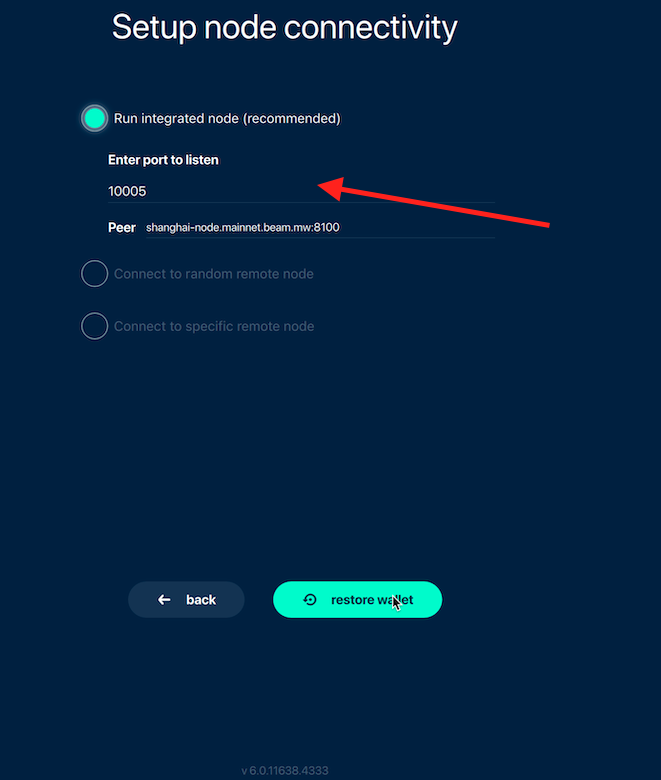 Setup node connectivity
Run integrated node (recommended)
Enter port to listen
10005
Peer shanghai-node.mainnet.beam.mw:8100
Connect to random remote node
Connect to specific remote node
back
restore wallet
v 6.0.11638.4333